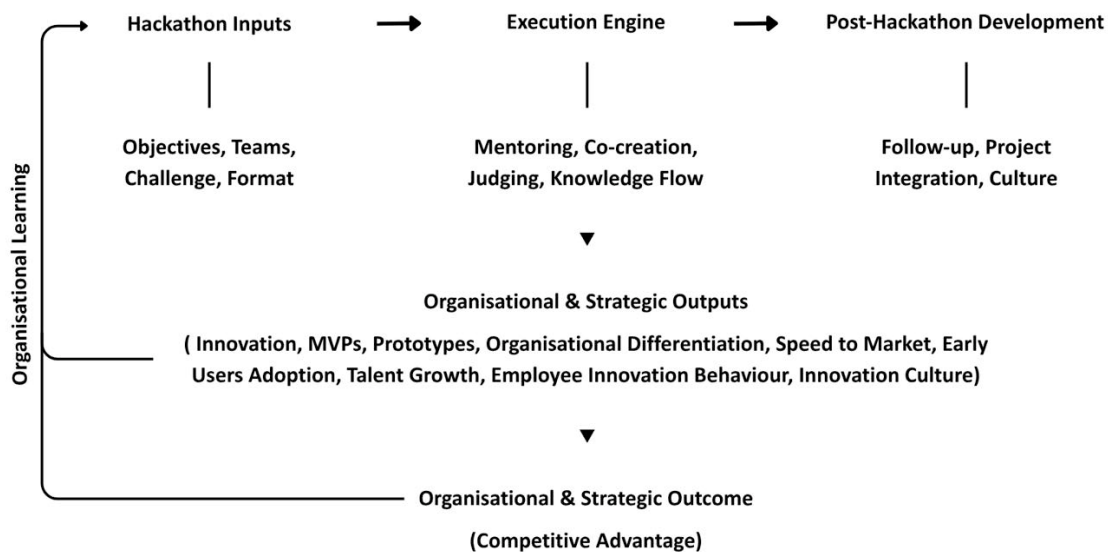 Hackathon Inputs
Execution Engine
Post-Hackathon Development
Objectives, Teams,
Challenge, Format
Mentoring, Co-creation,
Judging, Knowledge Flow
Follow-up, Project
Integration, Culture
Organisational Learning
Organisational & Strategic Outputs
( Innovation, MVPs, Prototypes, Organisational Differentiation, Speed to Market, Early
Users Adoption, Talent Growth, Employee Innovation Behaviour, Innovation Culture)
Organisational & Strategic Outcome
(Competitive Advantage)